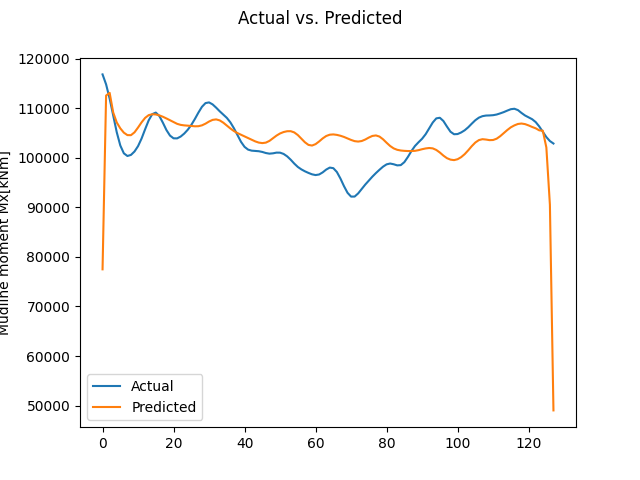 Actual vs. Predicted
120000
110000
100000
90000
80000
70000
60000
50000
Mudline moment Mx[kNm]
Actual
Predicted
0 20 40 60 80 100 120